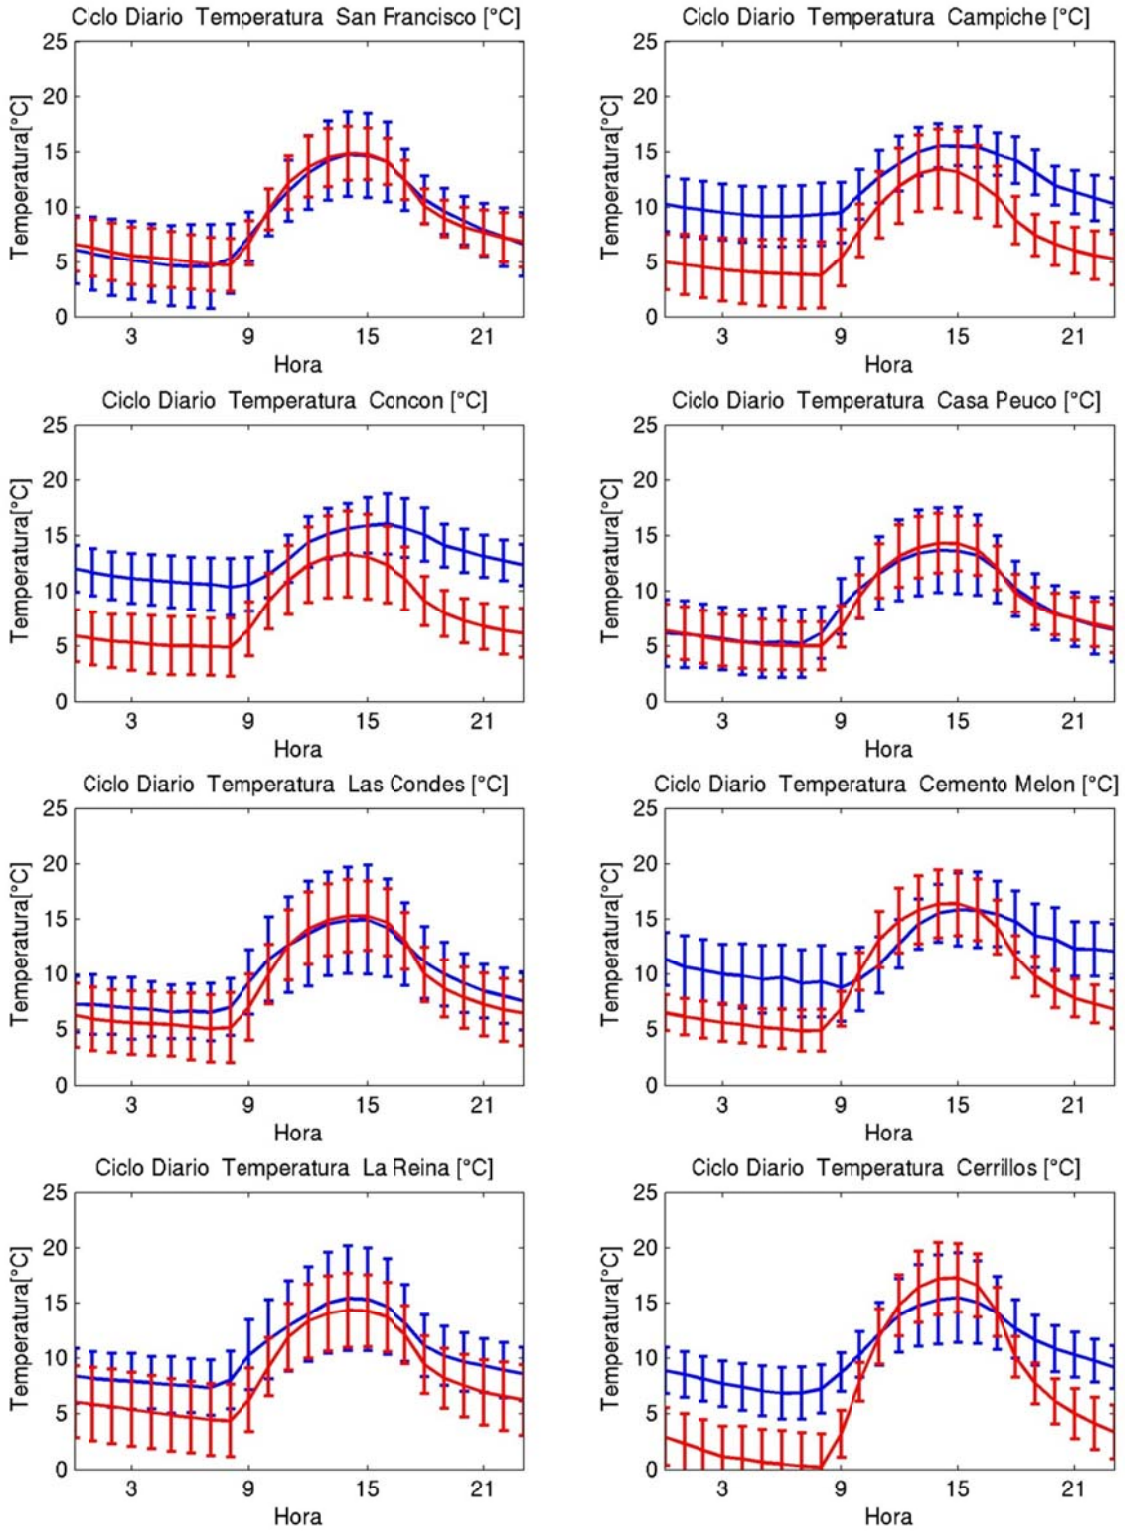 Ciclo Diario Temperatura San Francisco [°C]
Temperatura[°C]
25
20
15
10
5
0
3 9 15 21
Hora
Ciclo Diario Temperatura Campiche [°C]
Temperatura[°C]
25
20
15
10
5
0
3 9 15 21
Hora
Ciclo Diario Temperatura Concon [°C]
Temperatura[°C]
25
20
15
10
5
0
3 9 15 21
Hora
Ciclo Diario Temperatura Casa Peuco [°C]
Temperatura[°C]
25
20
15
10
5
0
3 9 15 21
Hora
Ciclo Diario Temperatura Las Condes [°C]
Temperatura[°C]
25
20
15
10
5
0
3 9 15 21
Hora
Ciclo Diario Temperatura Cemento Melon [°C]
Temperatura[°C]
25
20
15
10
5
0
3 9 15 21
Hora
Ciclo Diario Temperatura La Reina [°C]
Temperatura[°C]
25
20
15
10
5
0
3 9 15 21
Hora
Ciclo Diario Temperatura Cerrillos [°C]
Temperatura[°C]
25
20
15
10
5
0
3 9 15 21
Hora